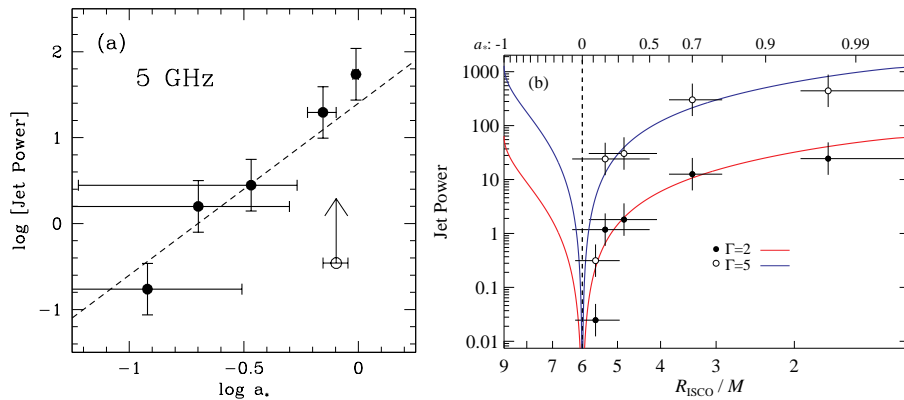 (a)
5 GHz
log [Jet Power]
2
1
0
−1
−1
−0.5
0
log a*
a*: -1
0
0.5
0.7
0.9
0.99
(b)
Jet Power
1000
100
10
1
0.1
0.01
Γ=2
Γ=5
9
7
6
5
4
3
2
R_ISCO / M